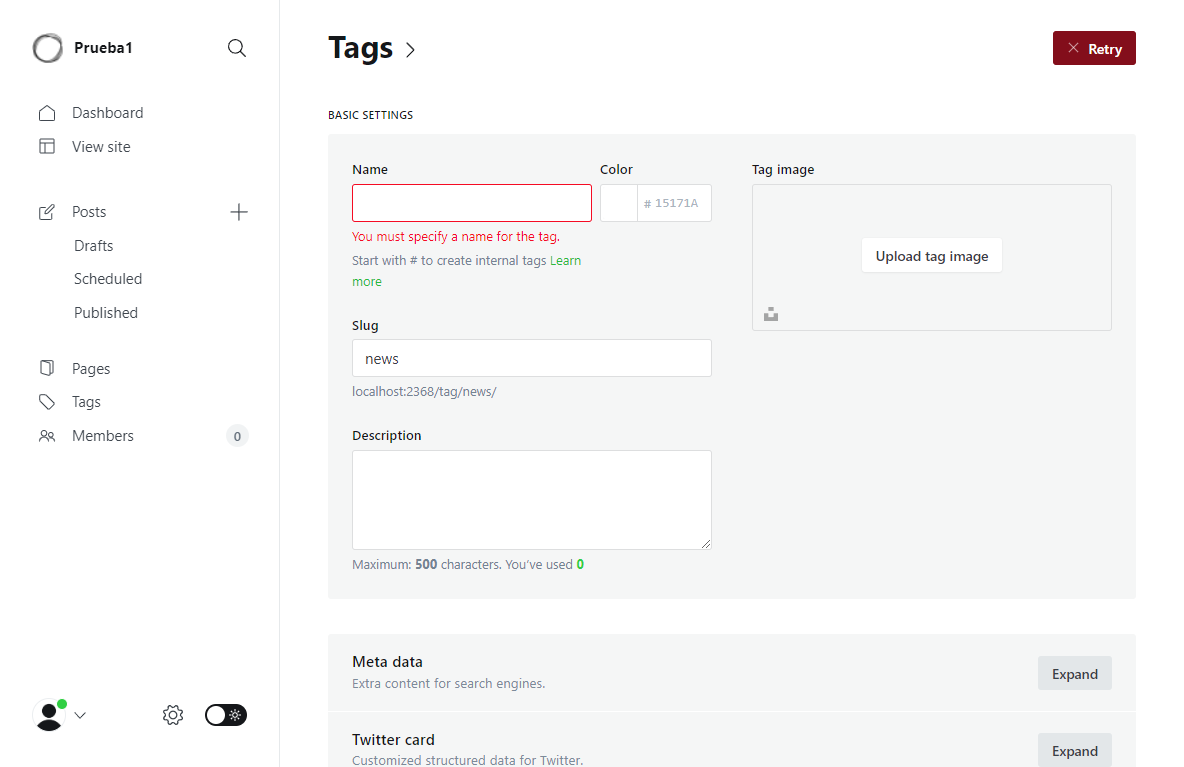 Prueba1
Dashboard
View site
Posts
Drafts
Scheduled
Published
Pages
Tags
Members
0
Tags
Retry
BASIC SETTINGS
Name
Color
# 15171A
You must specify a name for the tag.
Start with # to create internal tags Learn
more
Slug
news
localhost:2368/tag/news/
Description
Maximum: 500 characters. You've used 0
Tag image
Upload tag image
Meta data
Extra content for search engines.
Expand
Twitter card
Customized structured data for Twitter.
Expand